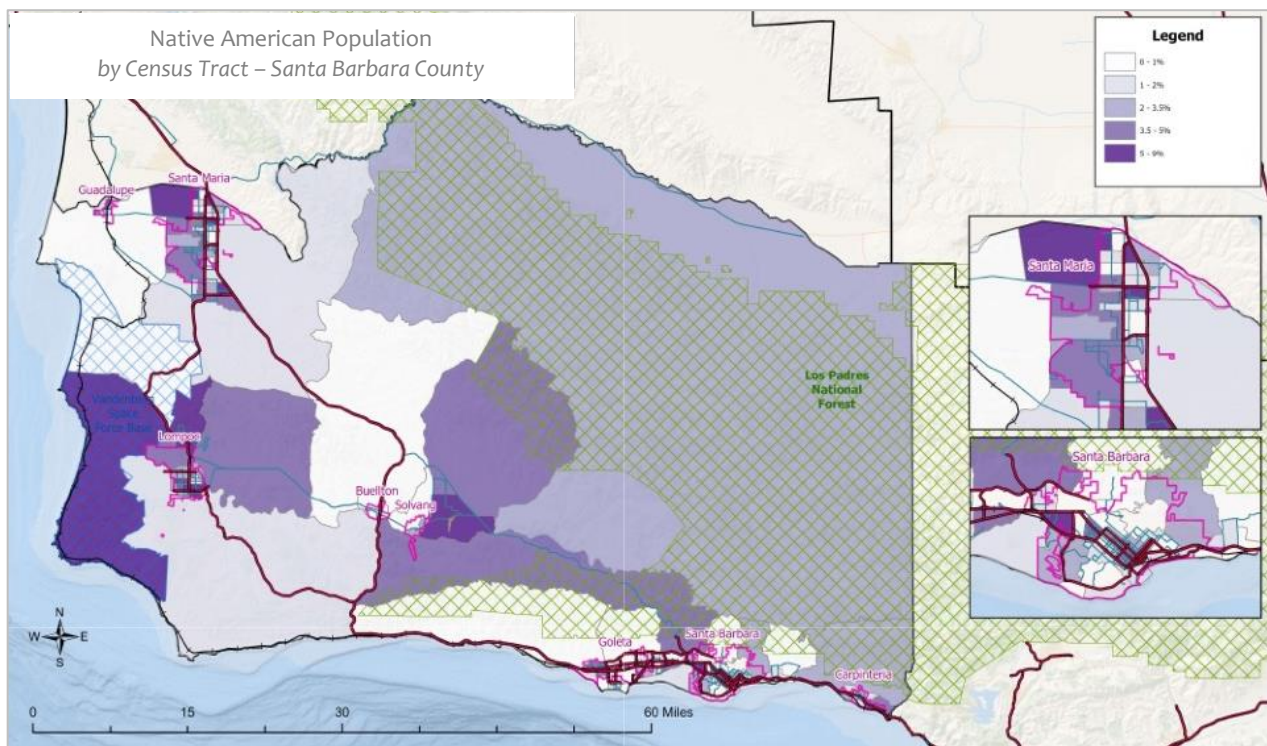 Native American Population
by Census Tract – Santa Barbara County
Legend
0 - 1%
1 - 2%
2 - 3.5%
3.5 - 5%
5 - 9%
Guadalupe
Santa Maria
Santa Maria
Los Padres
National
Forest
Vandenberg
Space
Force Base
Lompoc
Buellton
Solvang
Santa Barbara
Goleta
Santa Barbara
Carpinteria
N
W
E
S
0
15
30
60 Miles